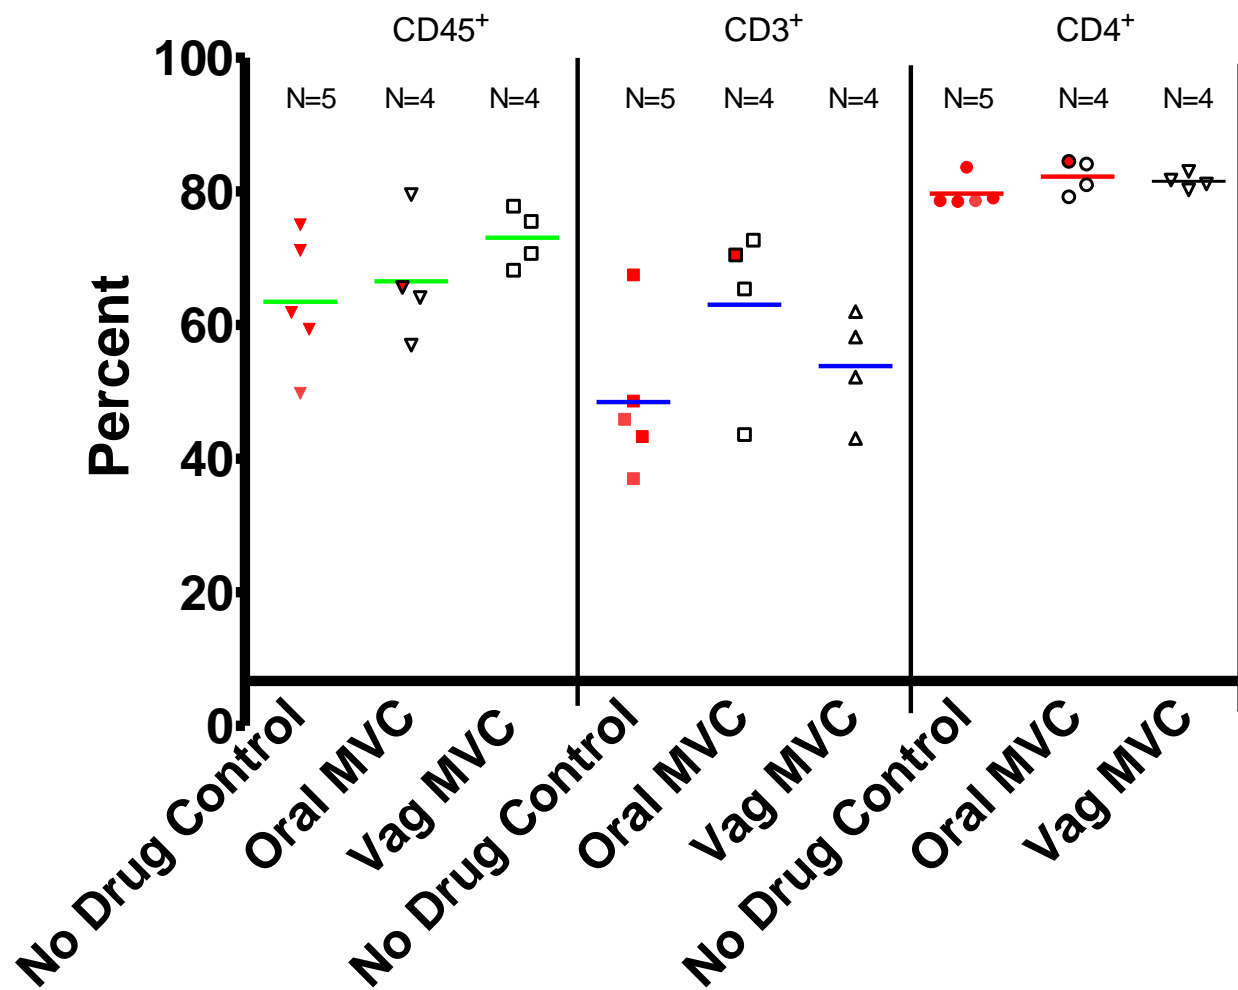 CD45+ CD3+ CD4+
100
N=5 N=4 N=4 N=5 N=4 N=4 N=5 N=4 N=4
80
60
Percent
40
20
0
No Drug Control
Oral MVC
Vag MVC
No Drug Control
Oral MVC
Vag MVC
No Drug Control
Oral MVC
Vag MVC